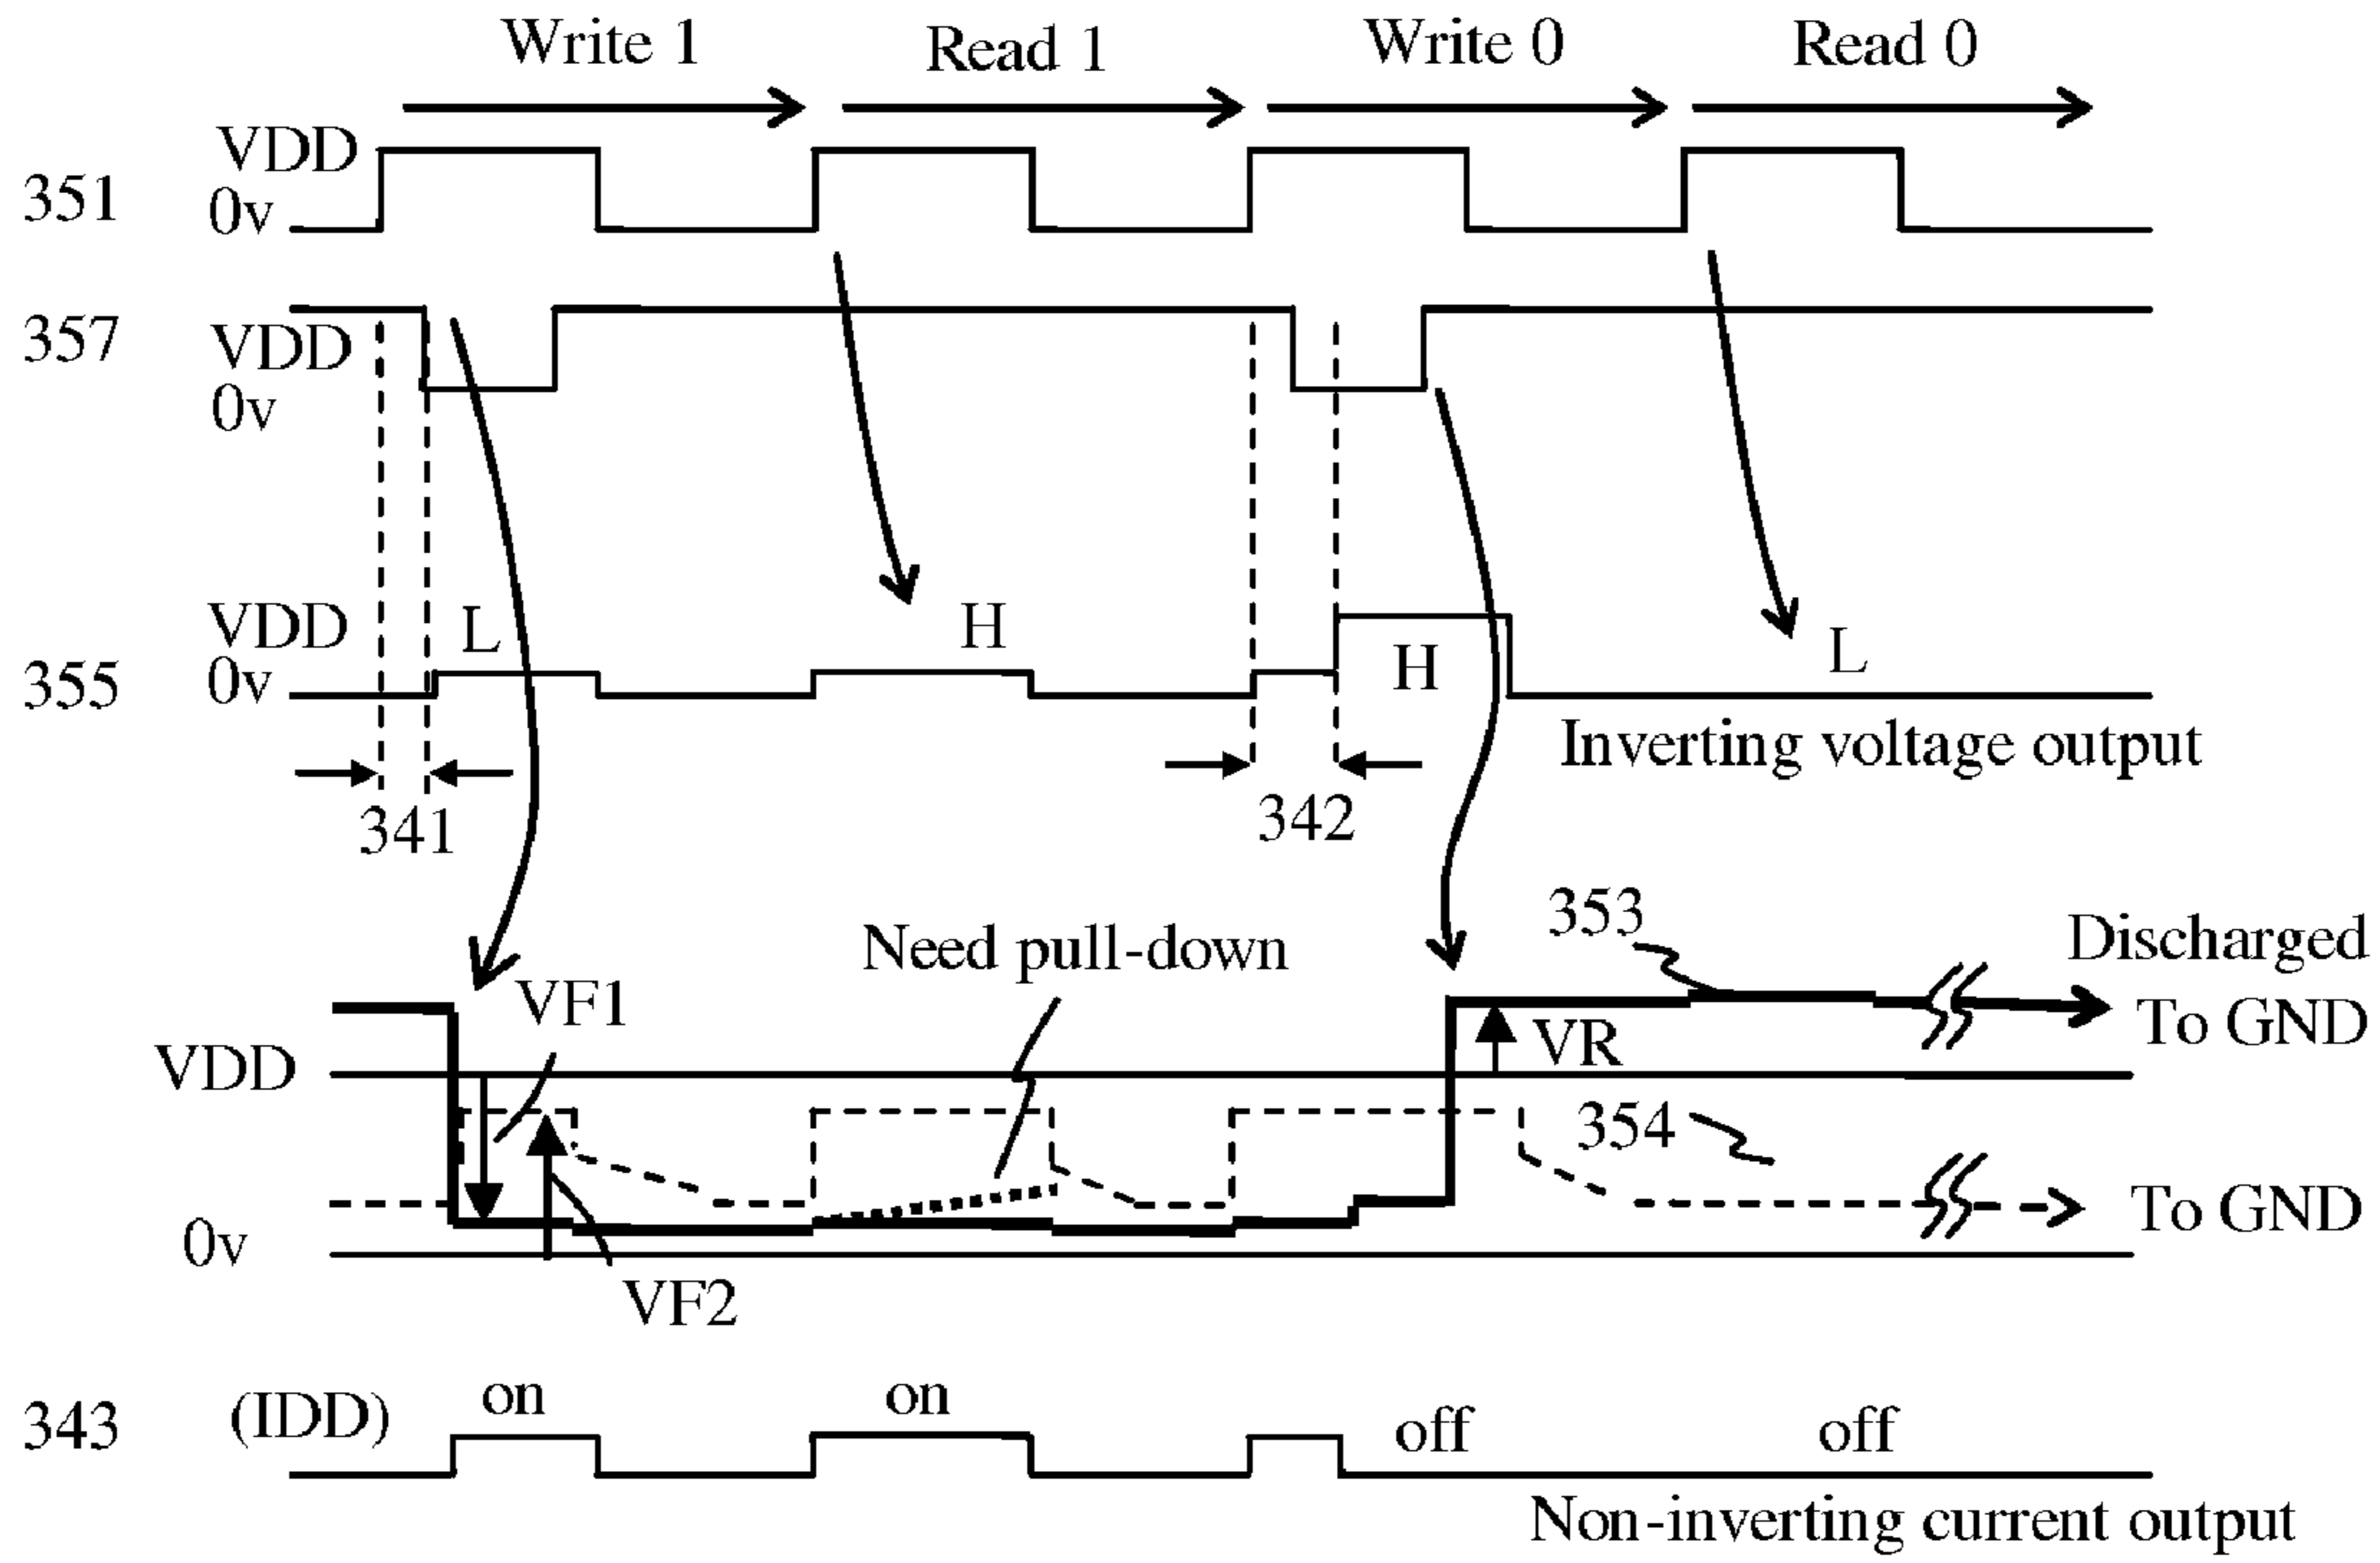 Write 1 Read 1 Write 0 Read 0
VDD
351 0v
357 VDD
0v
VDD L H
355 0v H L
Inverting voltage output
341 342
353 Discharged
Need pull-down
VF1 To GND
VDD VR
354
0v To GND
VF2
343 (IDD) on on off off
Non-inverting current output